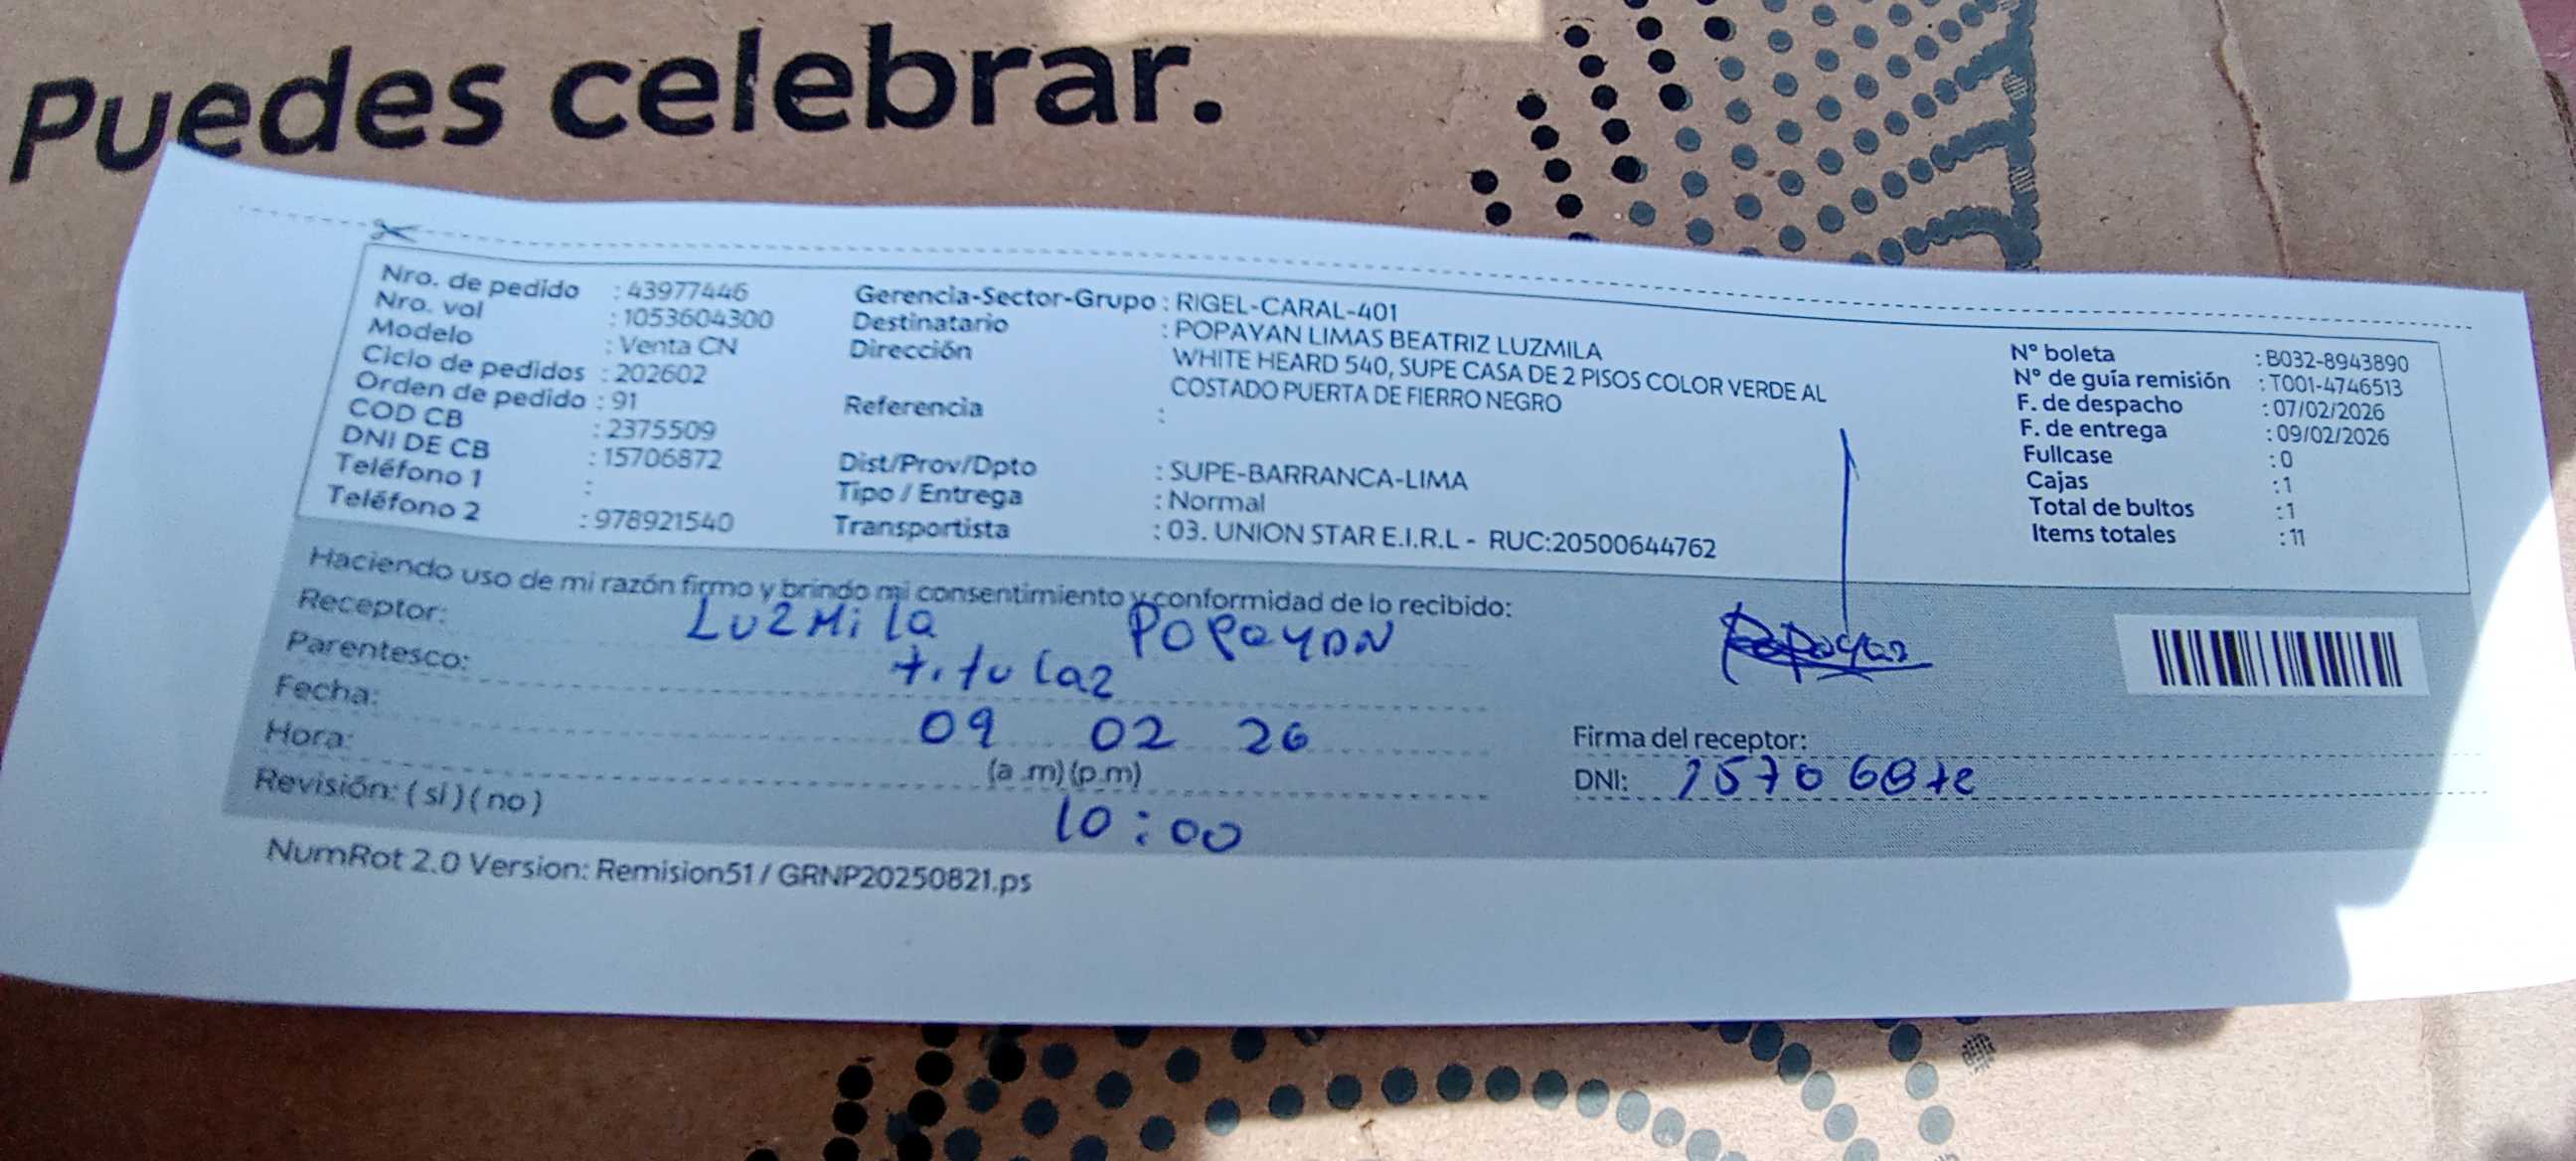 Puedes celebrar.
Nro. de pedido : 43977446
Nro. vol : 1053604300
Modelo : Venta CN
Ciclo de pedidos : 202602
Orden de pedido : 91
COD CB : 2375509
DNI DE CB : 15706872
Teléfono 1 :
Teléfono 2 : 978921540
Gerencia-Sector-Grupo : RIGEL-CARAL-401
Destinatario : POPAYAN LIMAS BEATRIZ LUZMILA
Dirección WHITE HEARD 540, SUPE CASA DE 2 PISOS COLOR VERDE AL
COSTADO PUERTA DE FIERRO NEGRO
Referencia :
Dist/Prov/Dpto : SUPE-BARRANCA-LIMA
Tipo / Entrega : Normal
Transportista : 03. UNION STAR E.I.R.L - RUC:20500644762
N° boleta : B032-8943890
N° de guía remisión : T001-4746513
F. de despacho : 07/02/2026
F. de entrega : 09/02/2026
Fullcase : 0
Cajas : 1
Total de bultos : 1
Items totales : 11
Haciendo uso de mi razón firmo y brindo mi consentimiento y conformidad de lo recibido:
Receptor: Luzmila Popayan
Parentesco: titular
Fecha: 09 02 26
Hora: (a .m) (p.m)
10:00
Revisión: ( sí ) ( no )
Popayan
Firma del receptor:
DNI: 15706872
NumRot 2.0 Version: Remision51 / GRNP20250821.ps